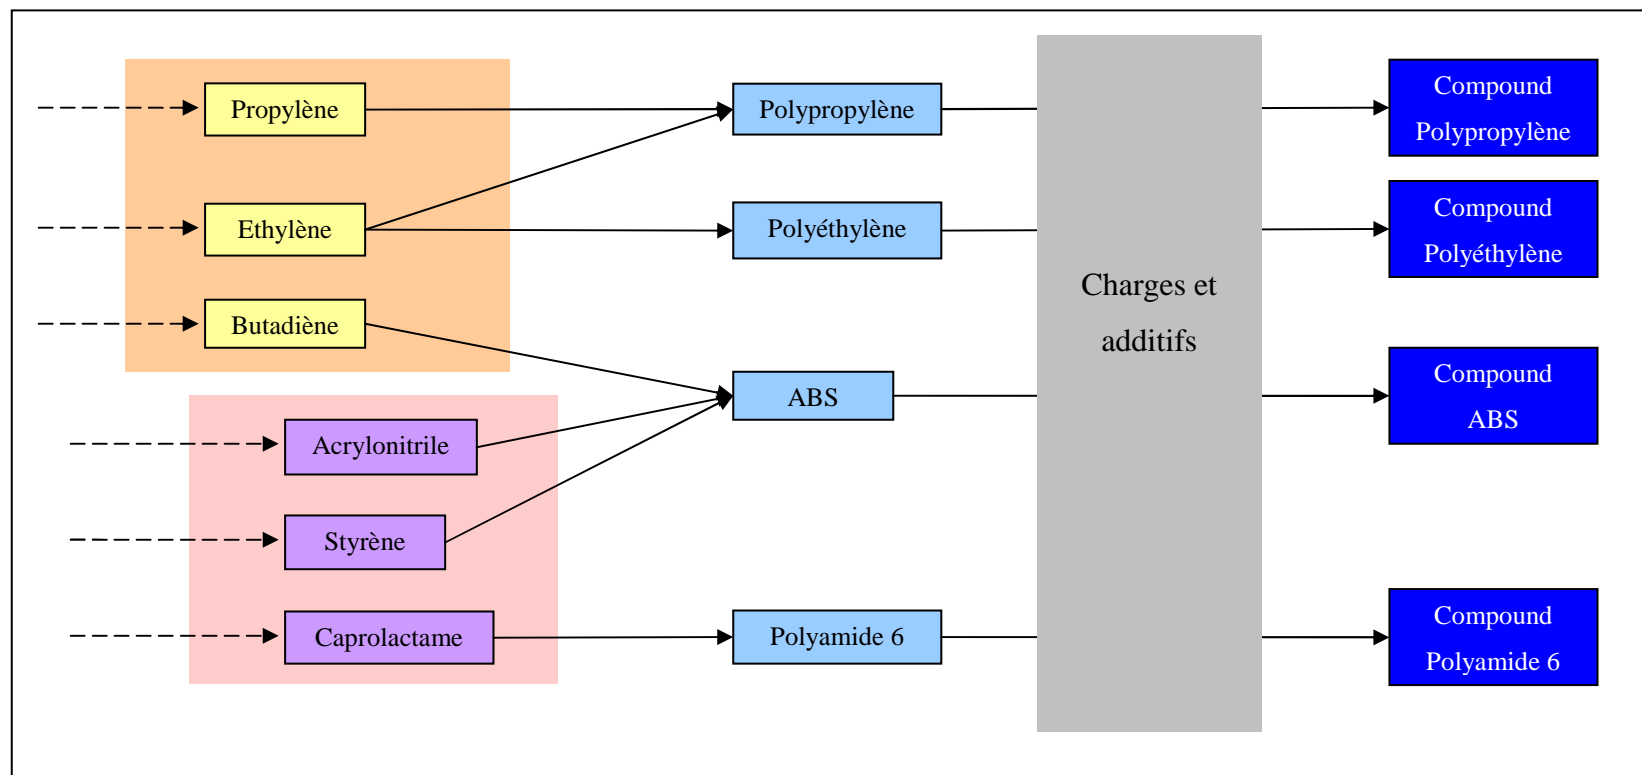 Propylène
Ethylène
Butadiène
Acrylonitrile
Styrène
Caprolactame
Polypropylène
Polyéthylène
ABS
Polyamide 6
Charges et
additifs
Compound
Polypropylène
Compound
Polyéthylène
Compound
ABS
Compound
Polyamide 6